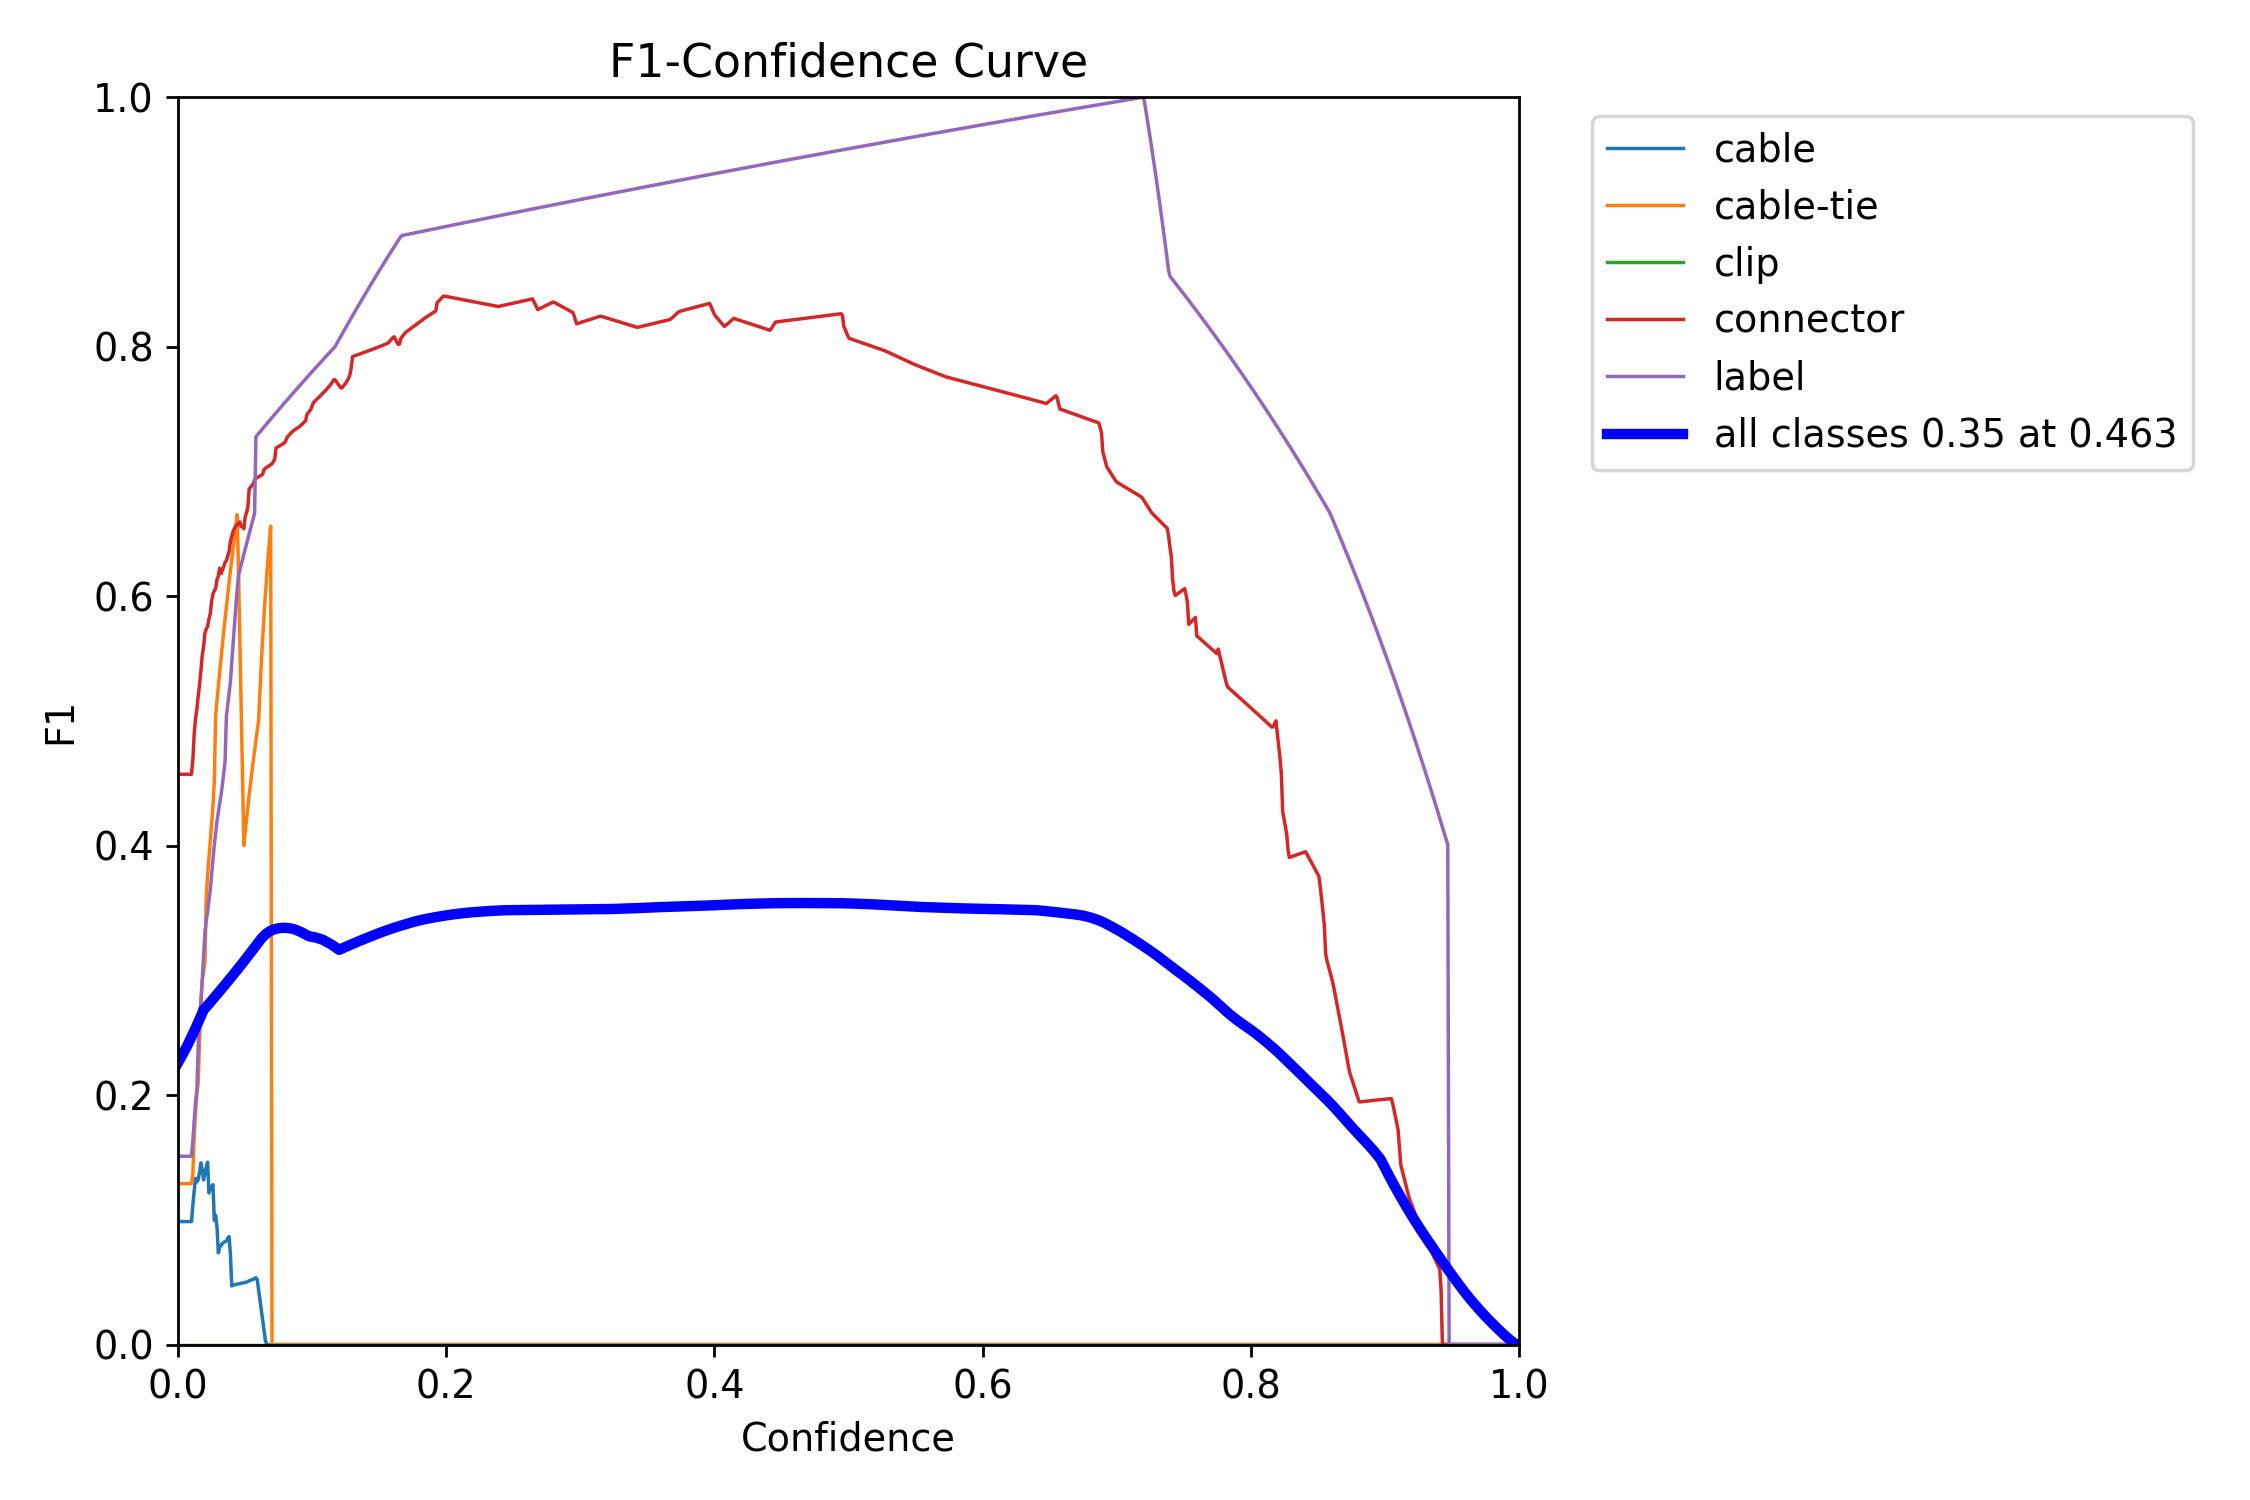 F1-Confidence Curve
1.0
0.8
0.6
0.4
0.2
0.0
F1
0.0
0.2
0.4
0.6
0.8
1.0
Confidence
cable
cable-tie
clip
connector
label
all classes 0.35 at 0.463